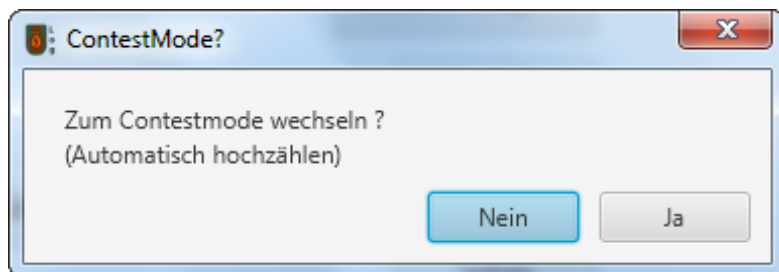 ContestMode?
Zum Contestmode wechseln ?
(Automatisch hochzählen)
Nein
Ja